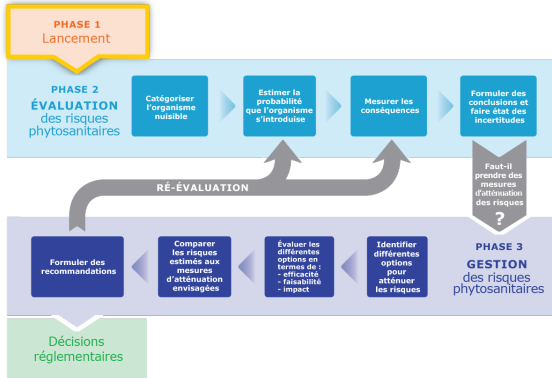 PHASE 1
Lancement
PHASE 2
ÉVALUATION
des risques
phytosanitaires
Catégoriser
l'organisme
nuisible
Estimer la
probabilité
que l'organisme
s'introduise
Mesurer les
conséquences
Formuler des
conclusions et
faire état des
incertitudes
Faut-il
prendre des
mesures
d'atténuation
des risques
?
RÉ-ÉVALUATION
PHASE 3
GESTION
des risques
phytosanitaires
Identifier
différentes
options
pour
atténuer
les risques
Évaluer les
différentes
options en
termes de :
- efficacité
- faisabilité
- impact
Comparer
les risques
estimés aux
mesures
d'atténuation
envisagées
Formuler des
recommandations
Décisions
réglementaires